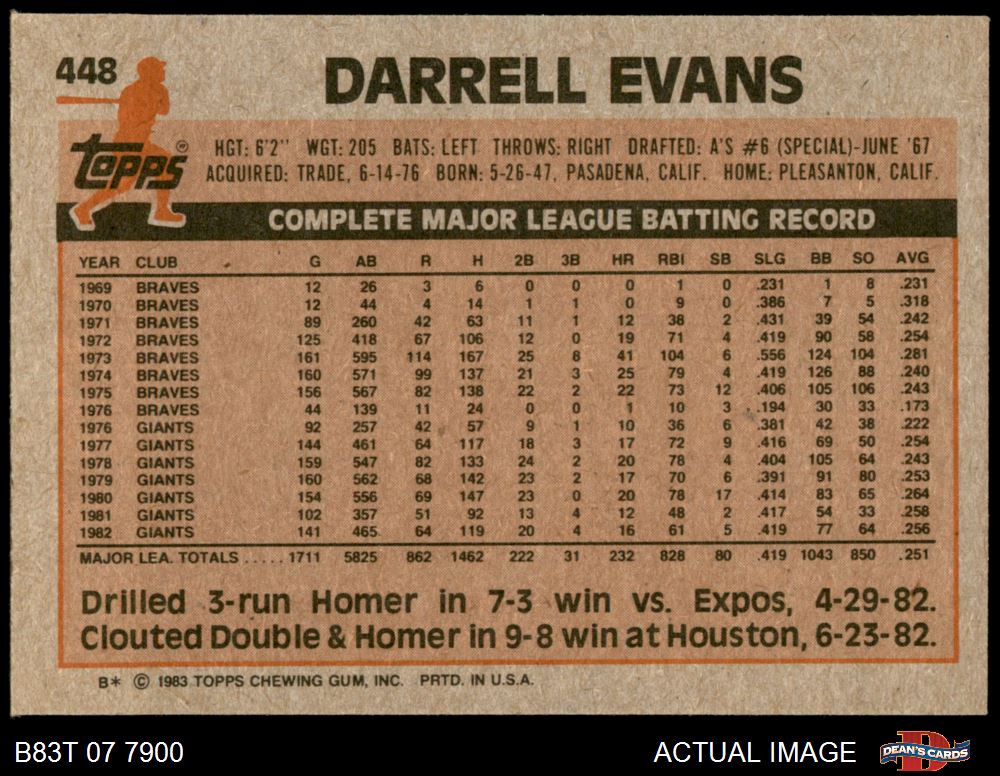 448
DARRELL EVANS
Topps®
HGT: 6'2" WGT: 205 BATS: LEFT THROWS: RIGHT DRAFTED: A'S #6 (SPECIAL)-JUNE '67
ACQUIRED: TRADE, 6-14-76 BORN: 5-26-47, PASADENA, CALIF. HOME: PLEASANTON, CALIF.
COMPLETE MAJOR LEAGUE BATTING RECORD
YEAR CLUB G AB R H 2B 3B HR RBI SB SLG BB SO AVG
1969 BRAVES 12 26 3 6 0 0 0 1 0 .231 1 8 .231
1970 BRAVES 12 44 4 14 1 1 0 9 0 .386 7 5 .318
1971 BRAVES 89 260 42 63 11 1 12 38 2 .431 39 54 .242
1972 BRAVES 125 418 67 106 12 0 19 71 4 .419 90 58 .254
1973 BRAVES 161 595 114 167 25 8 41 104 6 .556 124 104 .281
1974 BRAVES 160 571 99 137 21 3 25 79 4 .419 126 88 .240
1975 BRAVES 156 567 82 138 22 2 22 73 12 .406 105 106 .243
1976 BRAVES 44 139 11 24 0 0 1 10 3 .194 30 33 .173
1976 GIANTS 92 257 42 57 9 1 10 36 6 .381 42 38 .222
1977 GIANTS 144 461 64 117 18 3 17 72 9 .416 69 50 .254
1978 GIANTS 159 547 82 133 24 2 20 78 4 .404 105 64 .243
1979 GIANTS 160 562 68 142 23 2 17 70 6 .391 91 80 .253
1980 GIANTS 154 556 69 147 23 0 20 78 17 .414 83 65 .264
1981 GIANTS 102 357 51 92 13 4 12 48 2 .417 54 33 .258
1982 GIANTS 141 465 64 119 20 4 16 61 5 .419 77 64 .256
MAJOR LEA. TOTALS ..... 1711 5825 862 1462 222 31 232 828 80 .419 1043 850 .251
Drilled 3-run Homer in 7-3 win vs. Expos, 4-29-82.
Clouted Double & Homer in 9-8 win at Houston, 6-23-82.
B* © 1983 TOPPS CHEWING GUM, INC. PRTD. IN U.S.A.
B83T 07 7900 ACTUAL IMAGE DEAN'S CARDS